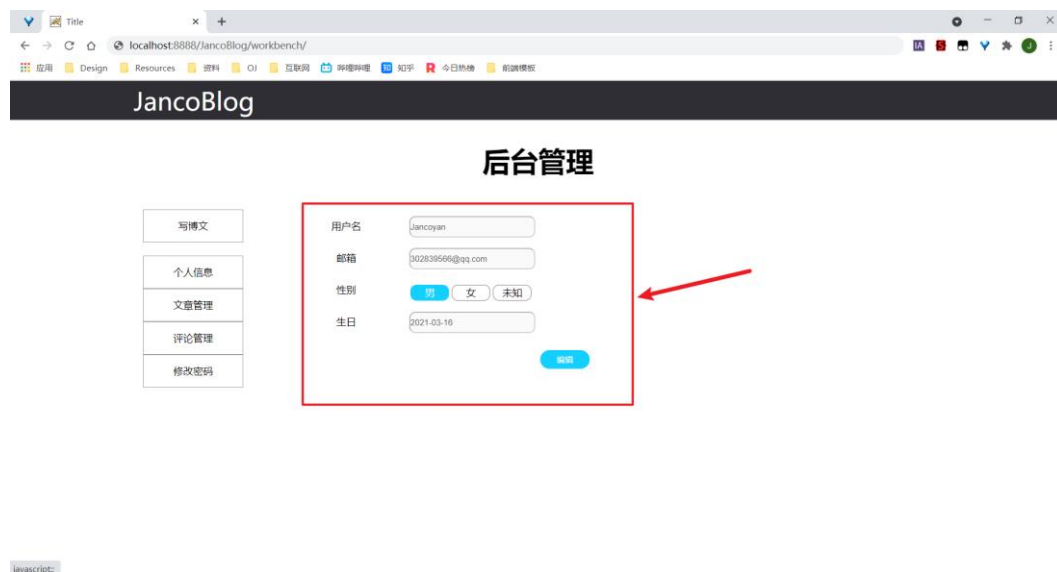 Title
localhost:8888/JancoBlog/workbench/
应用 Design Resources 资料 OJ 互联网 哔哩哔哩 知乎 今日热榜 前端模板
JancoBlog
后台管理
写博文
个人信息
文章管理
评论管理
修改密码
用户名 Jancoyan
邮箱 302839566@qq.com
性别 男 女 未知
生日 2021-03-16
编辑
javascript:;